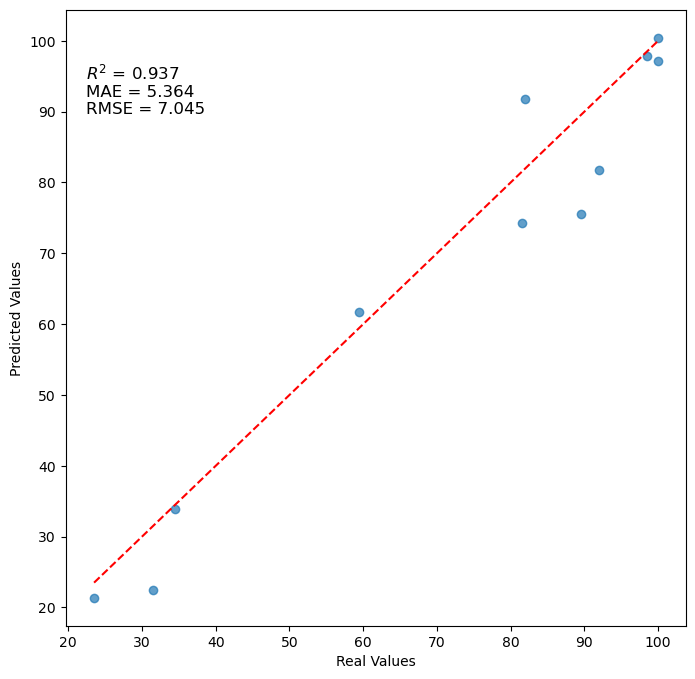 R² = 0.937
MAE = 5.364
RMSE = 7.045
Predicted Values
100
90
80
70
60
50
40
30
20
20 30 40 50 60 70 80 90 100
Real Values